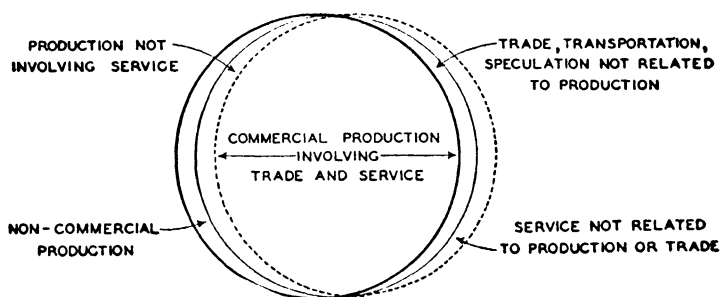 PRODUCTION NOT
INVOLVING SERVICE
TRADE, TRANSPORTATION,
SPECULATION NOT RELATED
TO PRODUCTION
COMMERCIAL PRODUCTION
INVOLVING
TRADE AND SERVICE
NON-COMMERCIAL
PRODUCTION
SERVICE NOT RELATED
TO PRODUCTION OR TRADE